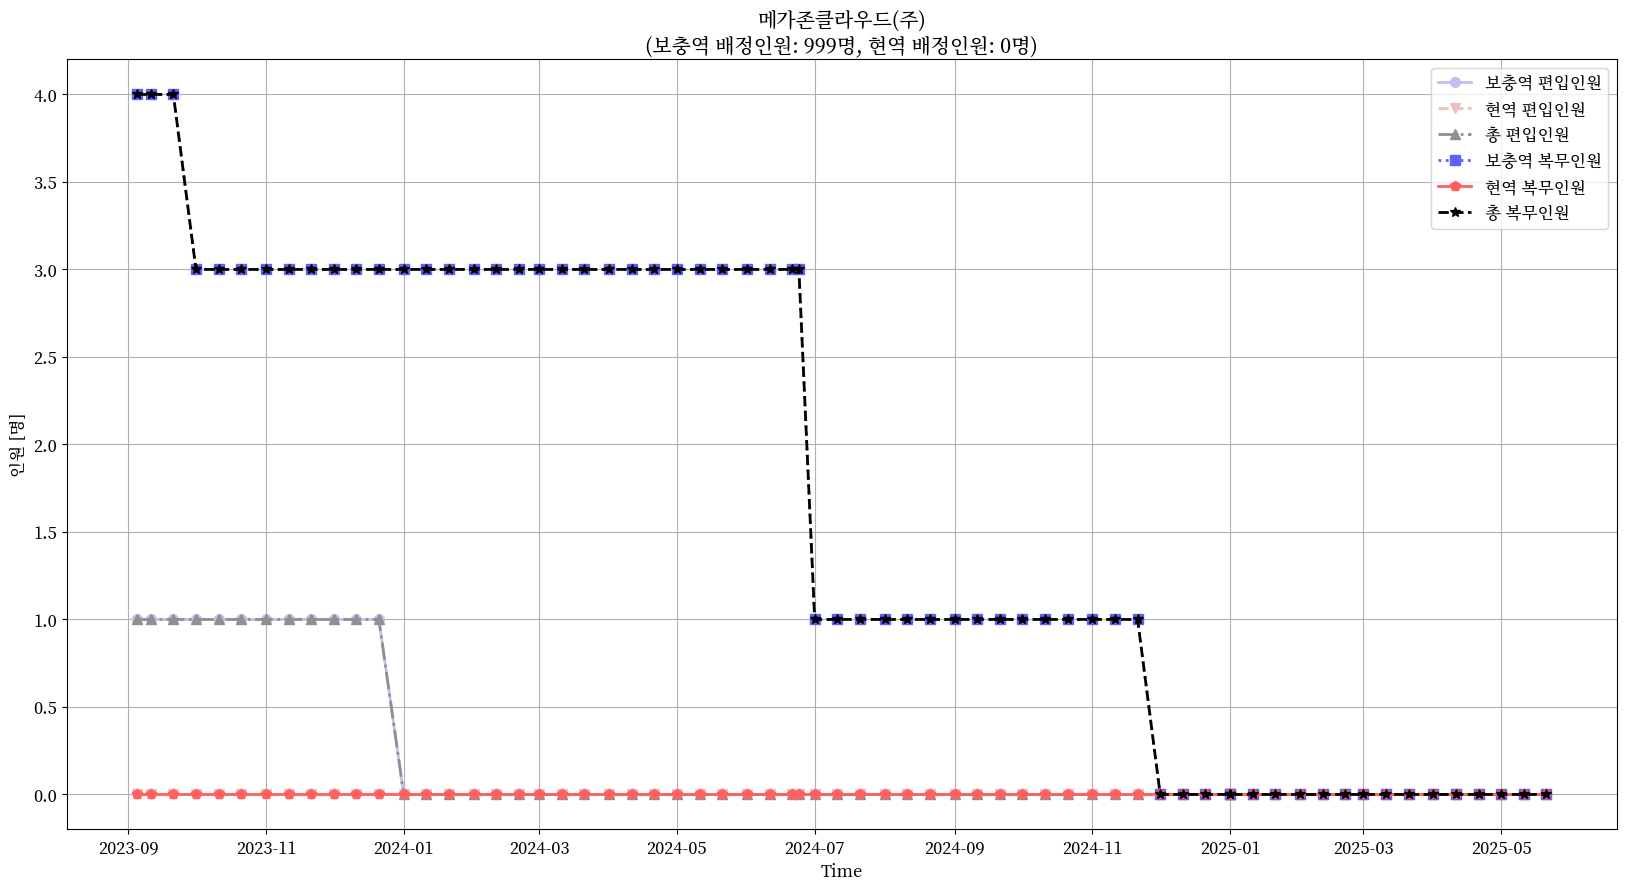 메가존클라우드(주)
(보충역 배정인원: 999명, 현역 배정인원: 0명)
보충역 편입인원
현역 편입인원
총 편입인원
보충역 복무인원
현역 복무인원
총 복무인원
인원 [명]
4.0
3.5
3.0
2.5
2.0
1.5
1.0
0.5
0.0
2023-09 2023-11 2024-01 2024-03 2024-05 2024-07 2024-09 2024-11 2025-01 2025-03 2025-05
Time